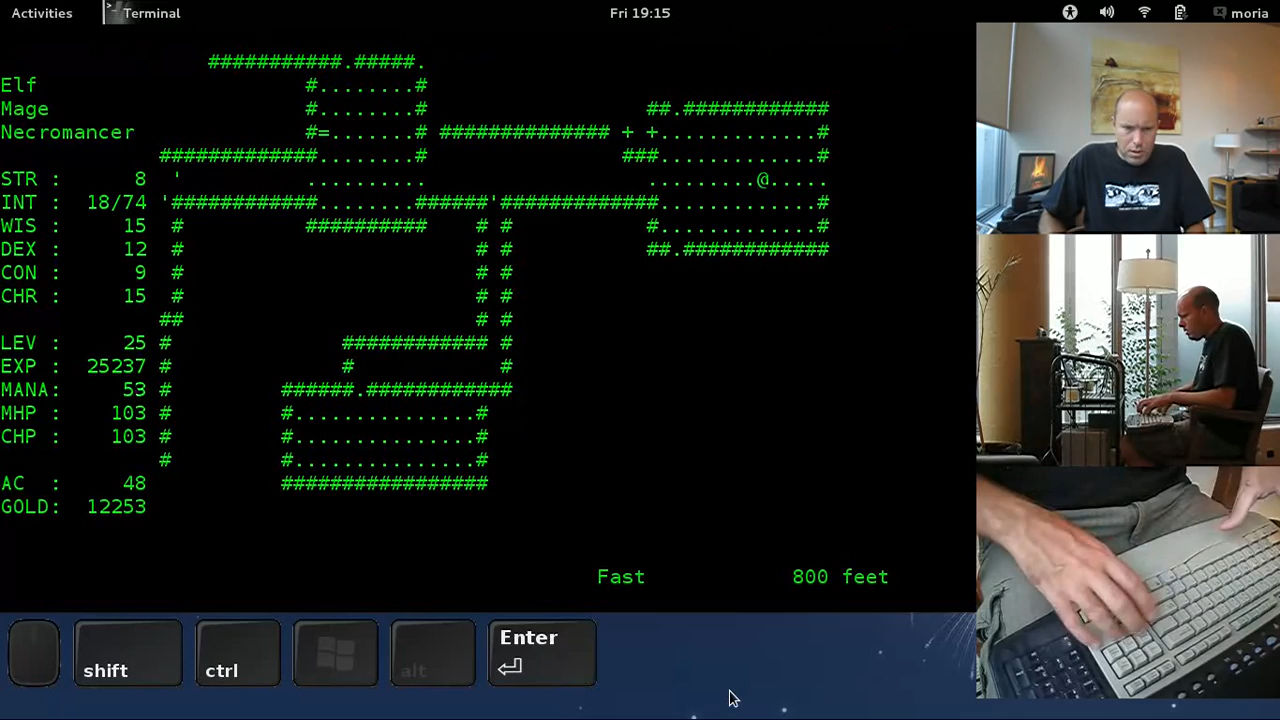 Activities Terminal Fri 19:15 moria
###########.#####.
Elf #........#
Mage #........# ##.############
Necromancer #=.......# ############## + +.............#
#############........# ###.............#
STR : 8 ' .......... .........@.....
INT : 18/74 '############........######'#############.............#
WIS : 15 # ########## # # #.............#
DEX : 12 # # # ##.############
CON : 9 # # #
CHR : 15 # # #
## # #
LEV : 25 # ############ #
EXP : 25237 # # #
MANA: 53 # ######.############
MHP : 103 # #...............#
CHP : 103 # #...............#
# #...............#
AC : 48 #################
GOLD: 12253
Fast 800 feet
shift ctrl alt Enter